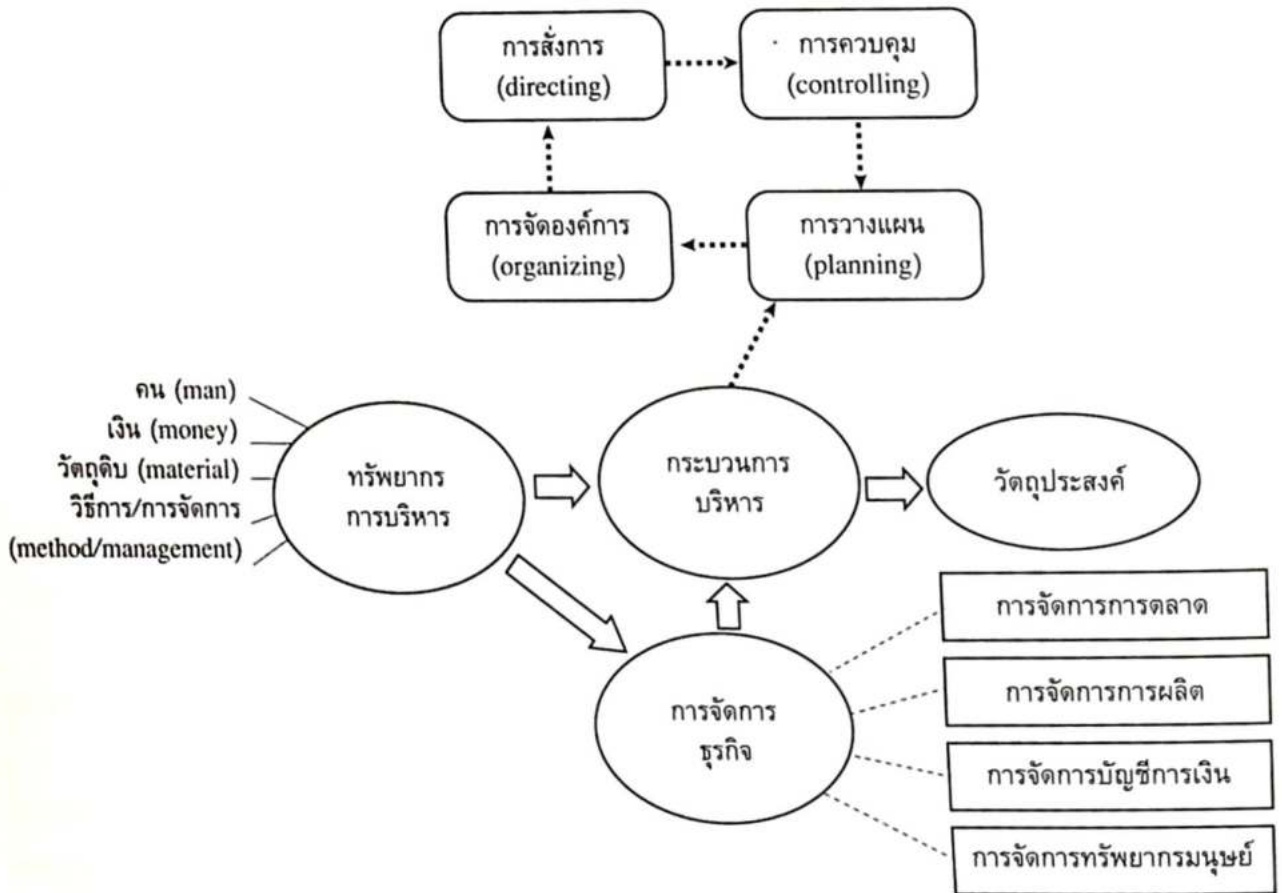 การสั่งการ
(directing)
การควบคุม
(controlling)
การจัดองค์การ
(organizing)
การวางแผน
(planning)
คน (man)
เงิน (money)
วัตถุดิบ (material)
วิธีการ/การจัดการ
(method/management)
ทรัพยากร
การบริหาร
กระบวนการ
บริหาร
วัตถุประสงค์
การจัดการ
ธุรกิจ
การจัดการการตลาด
การจัดการการผลิต
การจัดการบัญชีการเงิน
การจัดการทรัพยากรมนุษย์